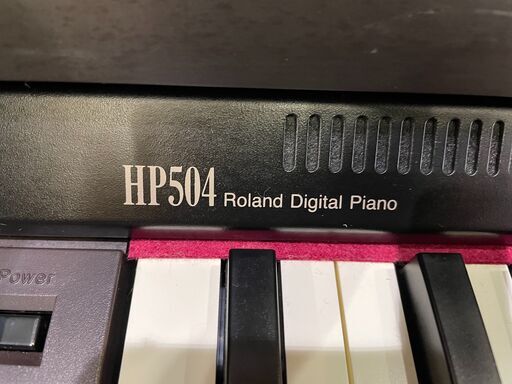 HP504 Roland Digital Piano
Power